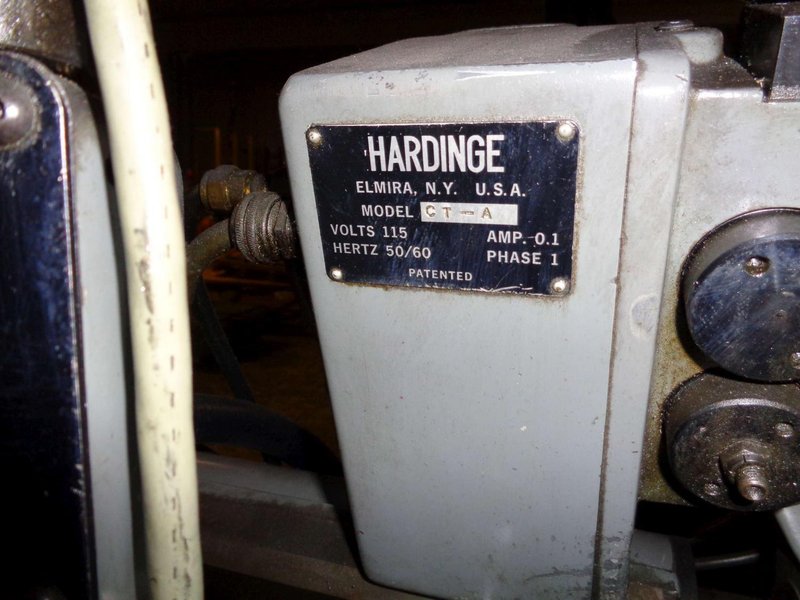 HARDINGE
ELMIRA, N.Y. U.S.A.
MODEL CT-A
VOLTS 115 AMP. 0.1
HERTZ 50/60 PHASE 1
PATENTED